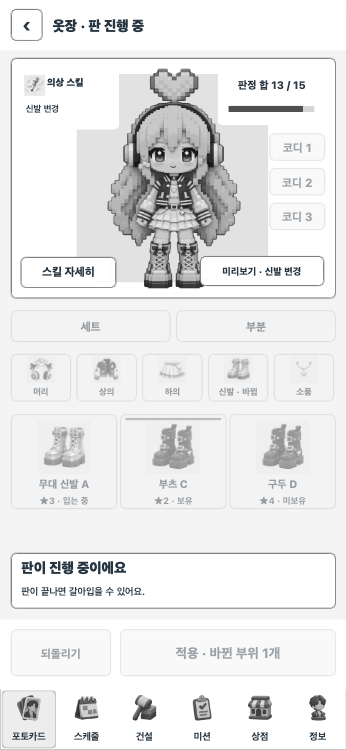 옷장 · 판 진행 중
의상 스킬
신발 변경
판정 합 13 / 15
코디 1
코디 2
코디 3
스킬 자세히
미리보기 · 신발 변경
세트
부분
머리
상의
하의
신발 · 바뀜
소품
무대 신발 A
★3 · 입는 중
부츠 C
★2 · 보유
구두 D
★4 · 미보유
판이 진행 중이에요
판이 끝나면 갈아입을 수 있어요.
되돌리기
적용 · 바뀐 부위 1개
포토카드
스케줄
건설
미션
상점
정보